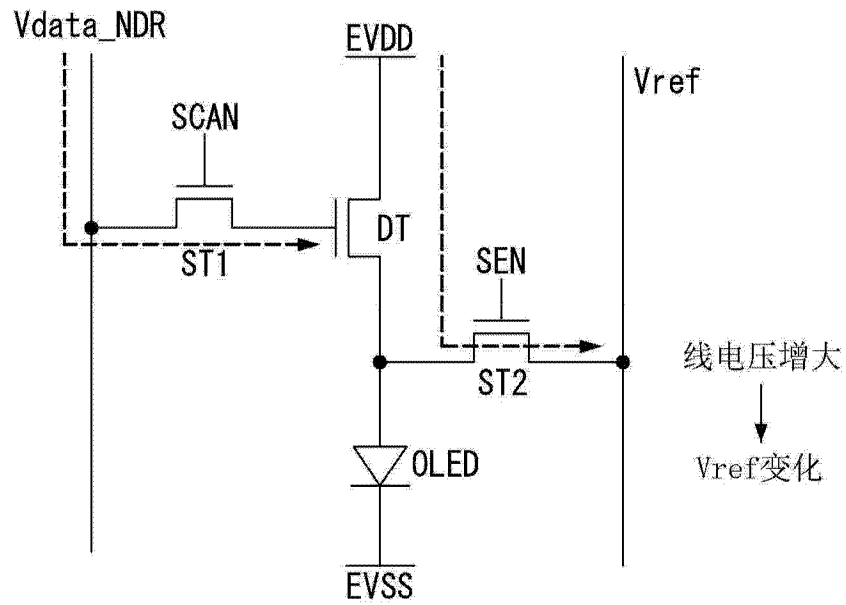 Vdata_NDR
EVDD
Vref
SCAN
DT
ST1
SEN
ST2
线电压增大
Vref变化
OLED
EVSS